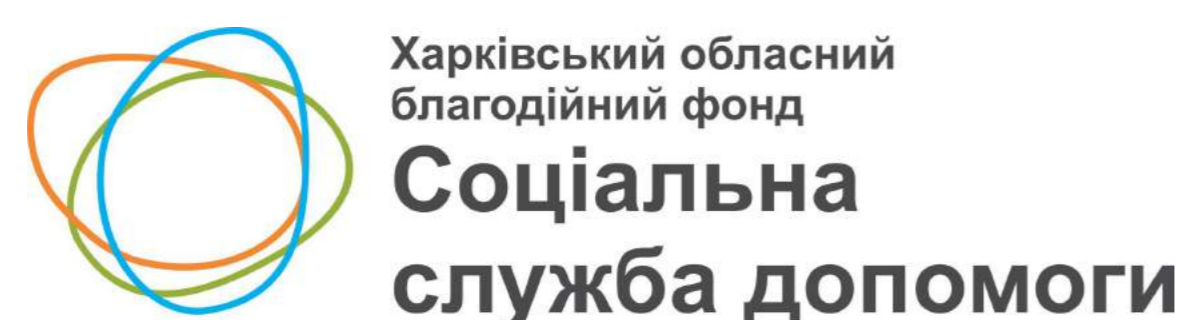 Харківський обласний
благодійний фонд
Соціальна
служба допомоги